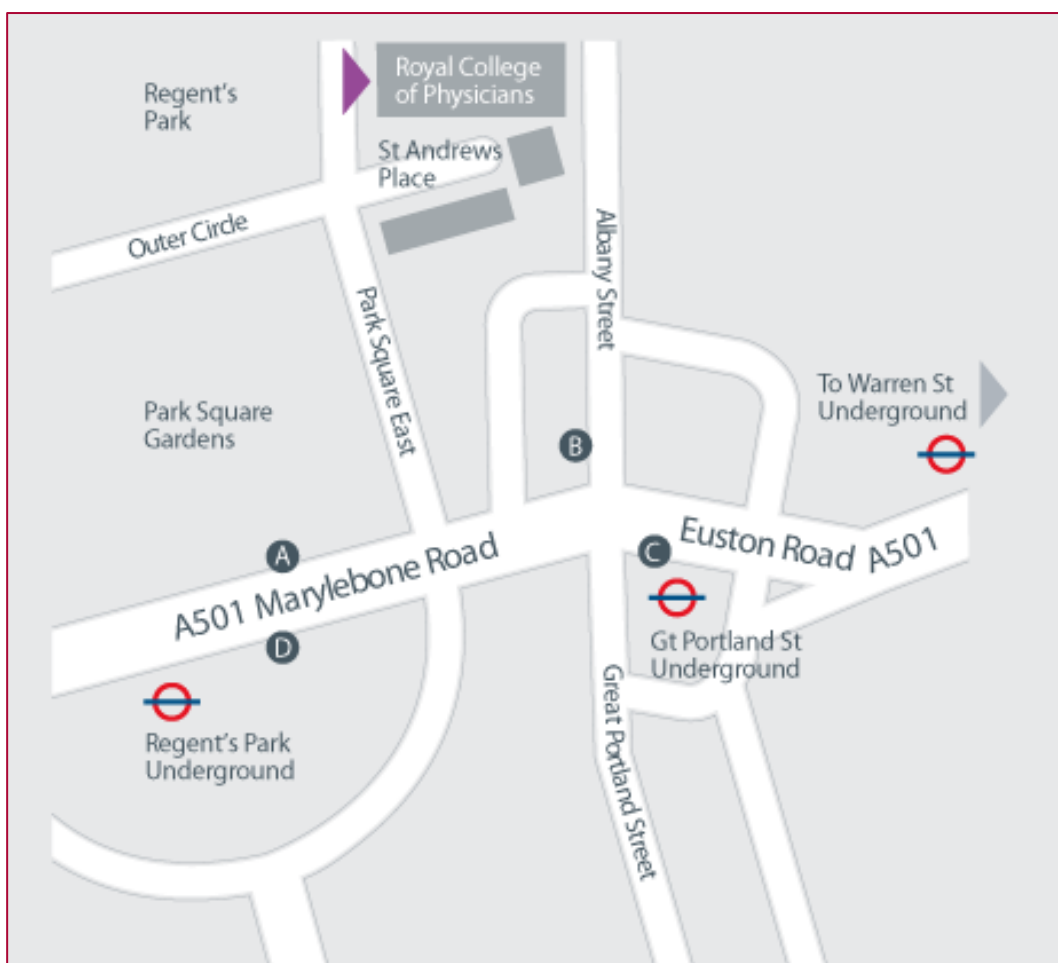 Royal College
of Physicians
Regent's
Park
St Andrews
Place
Outer Circle
Albany Street
Park Square East
To Warren St
Underground
Park Square
Gardens
B
A
C
Euston Road A501
A501 Marylebone Road
D
Gt Portland St
Underground
Great Portland Street
Regent's Park
Underground